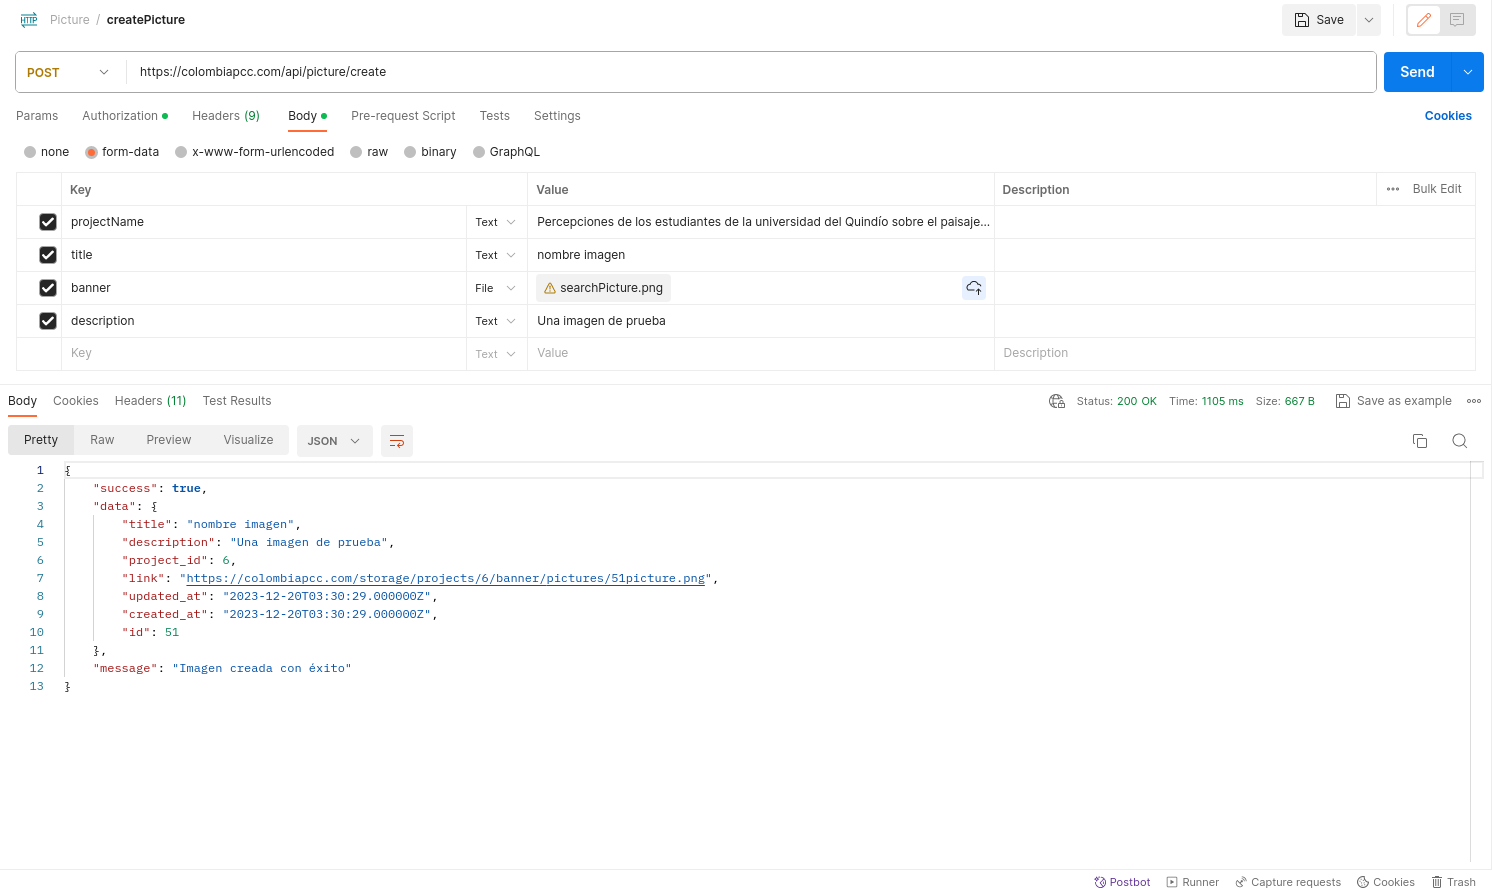 HTTP Picture / createPicture Save
POST https://colombiapcc.com/api/picture/create Send
Params Authorization Headers (9) Body Pre-request Script Tests Settings Cookies
none form-data x-www-form-urlencoded raw binary GraphQL
Key Value Description ••• Bulk Edit
projectName Text Percepciones de los estudiantes de la universidad del Quindío sobre el paisaje...
title Text nombre imagen
banner File searchPicture.png
description Text Una imagen de prueba
Key Text Value Description
Body Cookies Headers (11) Test Results Status: 200 OK Time: 1105 ms Size: 667 B Save as example
Pretty Raw Preview Visualize JSON
1 {
2 "success": true,
3 "data": {
4 "title": "nombre imagen",
5 "description": "Una imagen de prueba",
6 "project_id": 6,
7 "link": "https://colombiapcc.com/storage/projects/6/banner/pictures/51picture.png",
8 "updated_at": "2023-12-20T03:30:29.000000Z",
9 "created_at": "2023-12-20T03:30:29.000000Z",
10 "id": 51
11 },
12 "message": "Imagen creada con éxito"
13 }
Postbot Runner Capture requests Cookies Trash